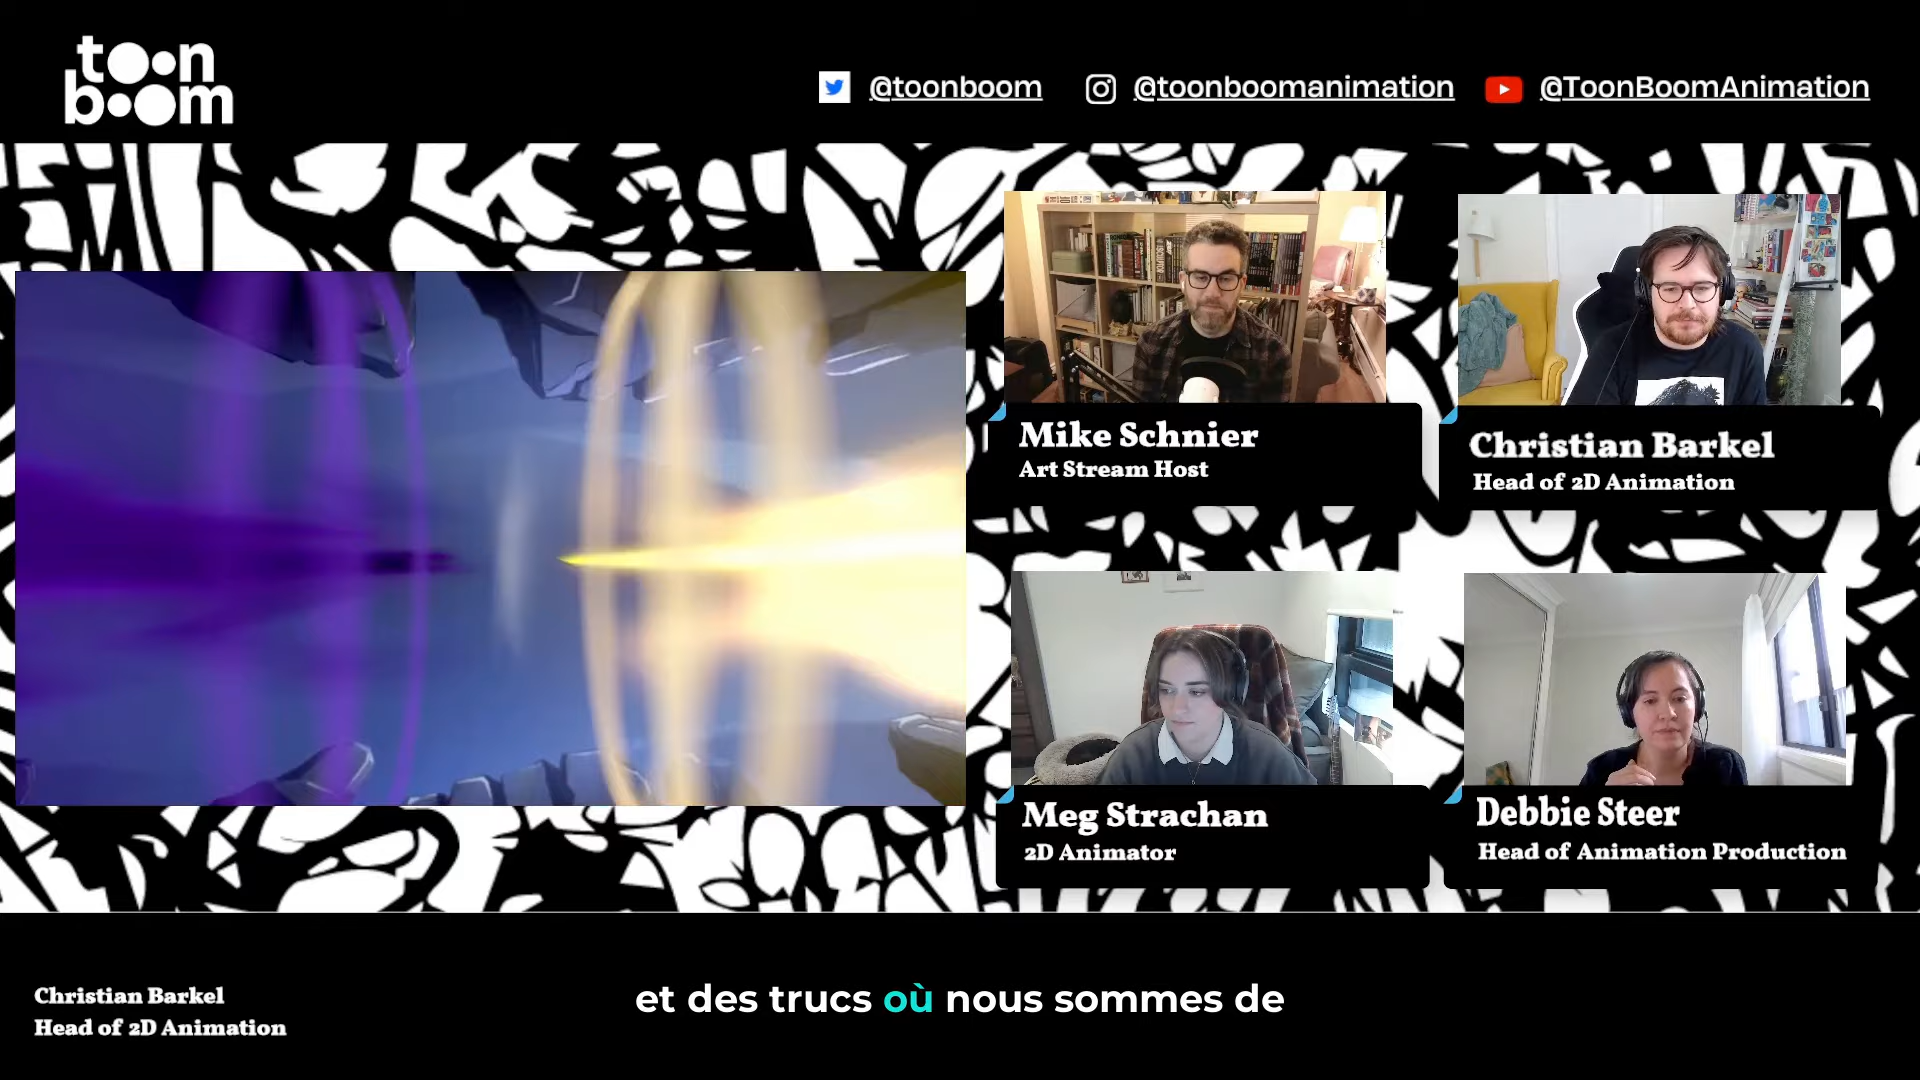 toon
boom
@toonboom
@toonboomanimation
@ToonBoomAnimation
Mike Schnier
Art Stream Host
Christian Barkel
Head of 2D Animation
Meg Strachan
2D Animator
Debbie Steer
Head of Animation Production
Christian Barkel
Head of 2D Animation
et des trucs où nous sommes de